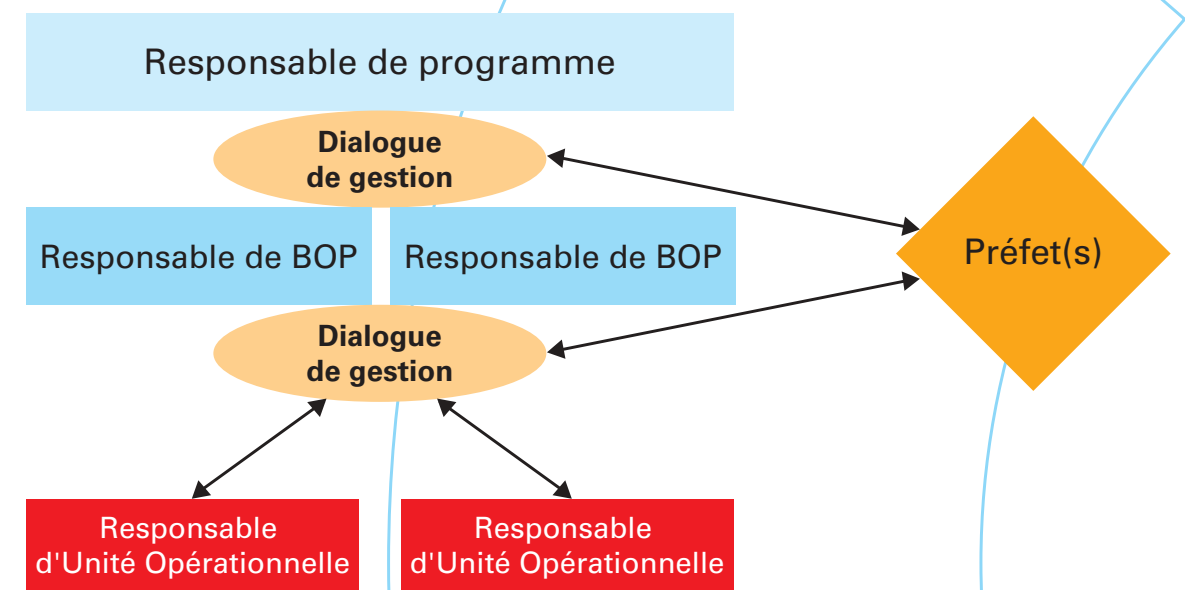 Responsable de programme
Dialogue
de gestion
Responsable de BOP
Responsable de BOP
Préfet(s)
Dialogue
de gestion
Responsable
d'Unité Opérationnelle
Responsable
d'Unité Opérationnelle